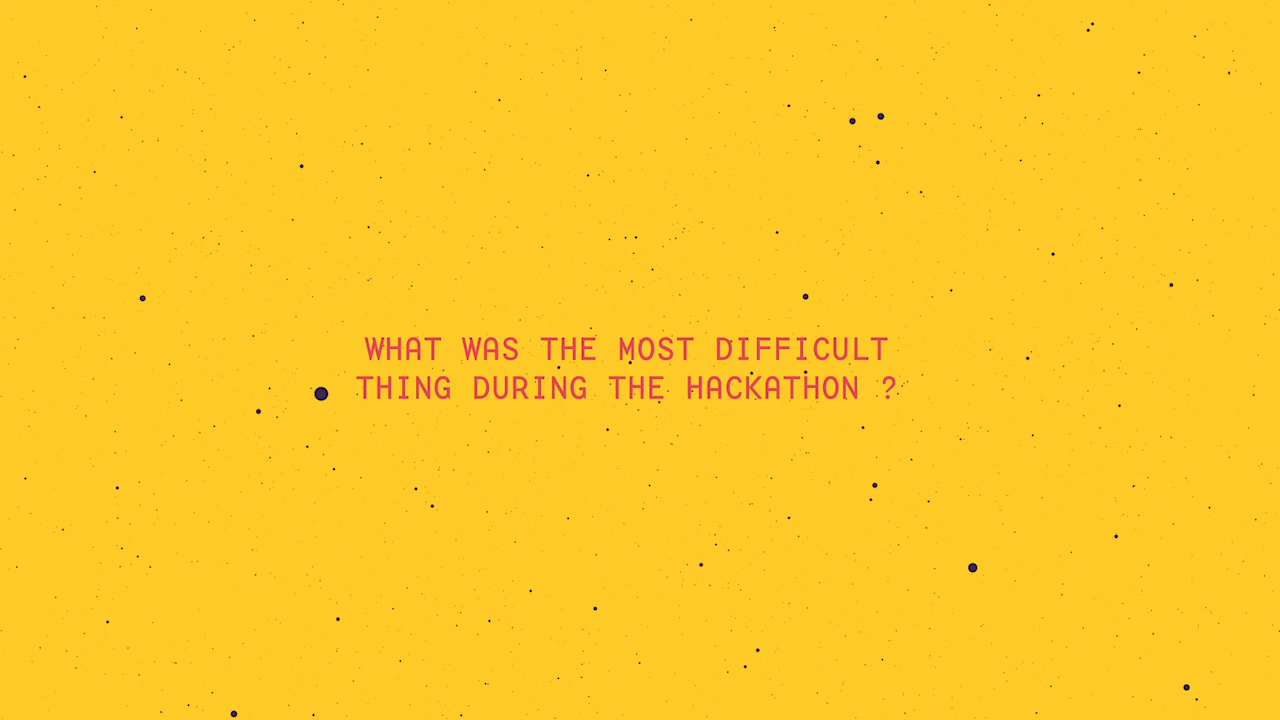 WHAT WAS THE MOST DIFFICULT
THING DURING THE HACKATHON ?